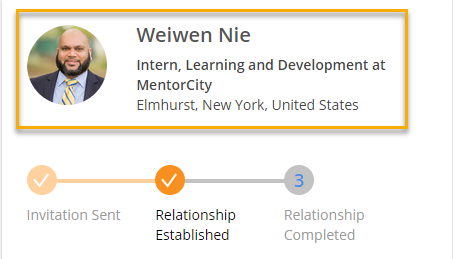 Weiwen Nie
Intern, Learning and Development at
MentorCity
Elmhurst, New York, United States
3
Invitation Sent
Relationship
Established
Relationship
Completed